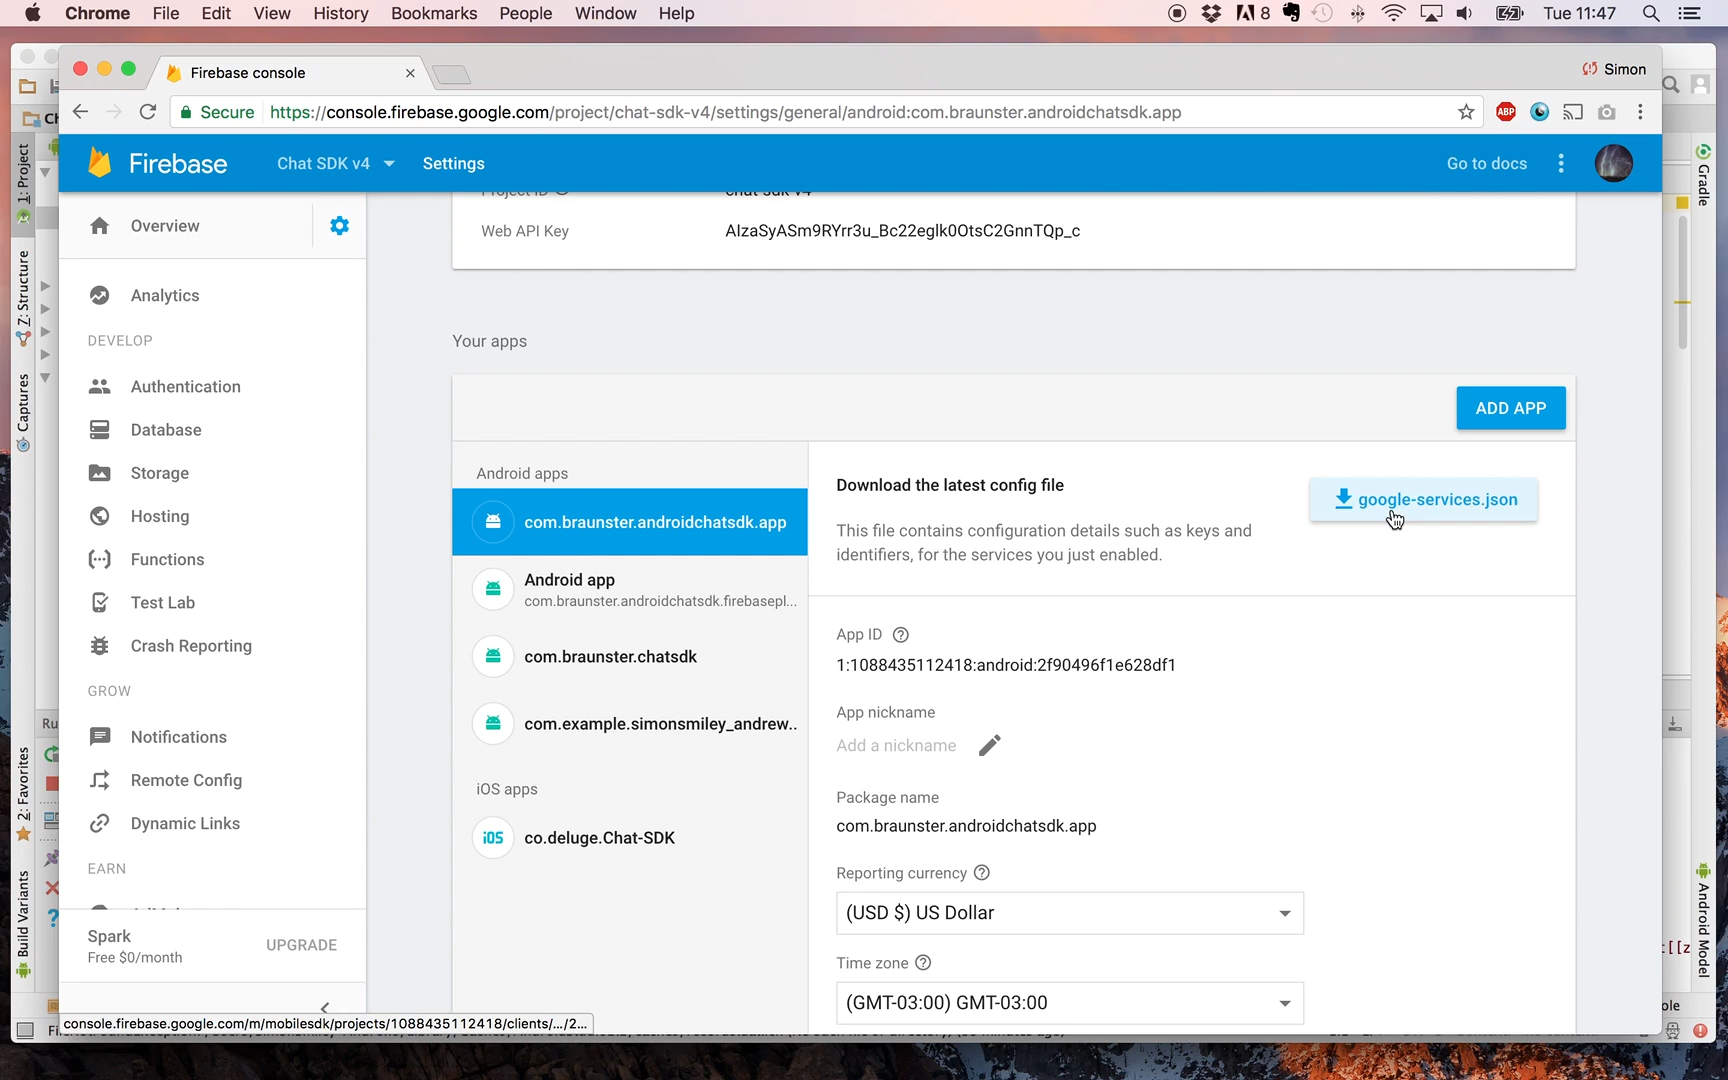 Chrome File Edit View History Bookmarks People Window Help 8 Tue 11:47
Firebase console Simon
Secure https://console.firebase.google.com/project/chat-sdk-v4/settings/general/android:com.braunster.androidchatsdk.app ABP
Firebase Chat SDK v4 Settings Go to docs
1: Project
Z: Structure
Captures
2: Favorites
Build Variants
Overview
Analytics
DEVELOP
Authentication
Database
Storage
Hosting
Functions
Test Lab
Crash Reporting
GROW
Notifications
Remote Config
Dynamic Links
EARN
Spark
Free $0/month
UPGRADE
console.firebase.google.com/m/mobilesdk/projects/1088435112418/clients/.../2...
Project ID chat-sdk-v4
Web API Key AIzaSyASm9RYrr3u_Bc22eglk0OtsC2GnnTQp_c
Your apps
ADD APP
Android apps
com.braunster.androidchatsdk.app
Android app
com.braunster.androidchatsdk.firebasepl...
com.braunster.chatsdk
com.example.simonsmiley_andrew..
iOS apps
iOS co.deluge.Chat-SDK
Download the latest config file
google-services.json
This file contains configuration details such as keys and
identifiers, for the services you just enabled.
App ID
1:1088435112418:android:2f90496f1e628df1
App nickname
Add a nickname
Package name
com.braunster.androidchatsdk.app
Reporting currency
(USD $) US Dollar
Time zone
(GMT-03:00) GMT-03:00
Gradle
Android Model